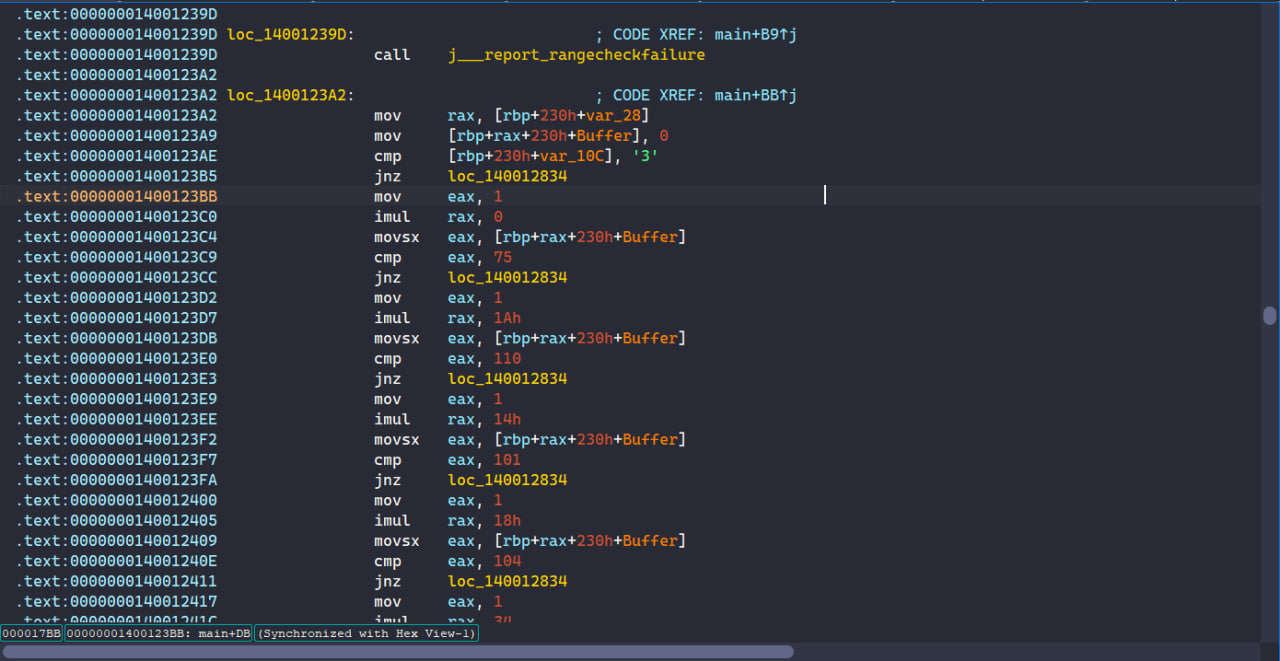 .text:000000014001239D
.text:000000014001239D loc_14001239D: ; CODE XREF: main+B9↑j
.text:000000014001239D call j___report_rangecheckfailure
.text:00000001400123A2
.text:00000001400123A2 loc_1400123A2: ; CODE XREF: main+BB↑j
.text:00000001400123A2 mov rax, [rbp+230h+var_28]
.text:00000001400123A9 mov [rbp+rax+230h+Buffer], 0
.text:00000001400123AE cmp [rbp+230h+var_10C], '3'
.text:00000001400123B5 jnz loc_140012834
.text:00000001400123BB mov eax, 1
.text:00000001400123C0 imul rax, 0
.text:00000001400123C4 movsx eax, [rbp+rax+230h+Buffer]
.text:00000001400123C9 cmp eax, 75
.text:00000001400123CC jnz loc_140012834
.text:00000001400123D2 mov eax, 1
.text:00000001400123D7 imul rax, 1Ah
.text:00000001400123DB movsx eax, [rbp+rax+230h+Buffer]
.text:00000001400123E0 cmp eax, 110
.text:00000001400123E3 jnz loc_140012834
.text:00000001400123E9 mov eax, 1
.text:00000001400123EE imul rax, 14h
.text:00000001400123F2 movsx eax, [rbp+rax+230h+Buffer]
.text:00000001400123F7 cmp eax, 101
.text:00000001400123FA jnz loc_140012834
.text:0000000140012400 mov eax, 1
.text:0000000140012405 imul rax, 18h
.text:0000000140012409 movsx eax, [rbp+rax+230h+Buffer]
.text:000000014001240E cmp eax, 104
.text:0000000140012411 jnz loc_140012834
.text:0000000140012417 mov eax, 1
.text:000000014001241C imul rax
000017BB 00000001400123BB: main+DB (Synchronized with Hex View-1)